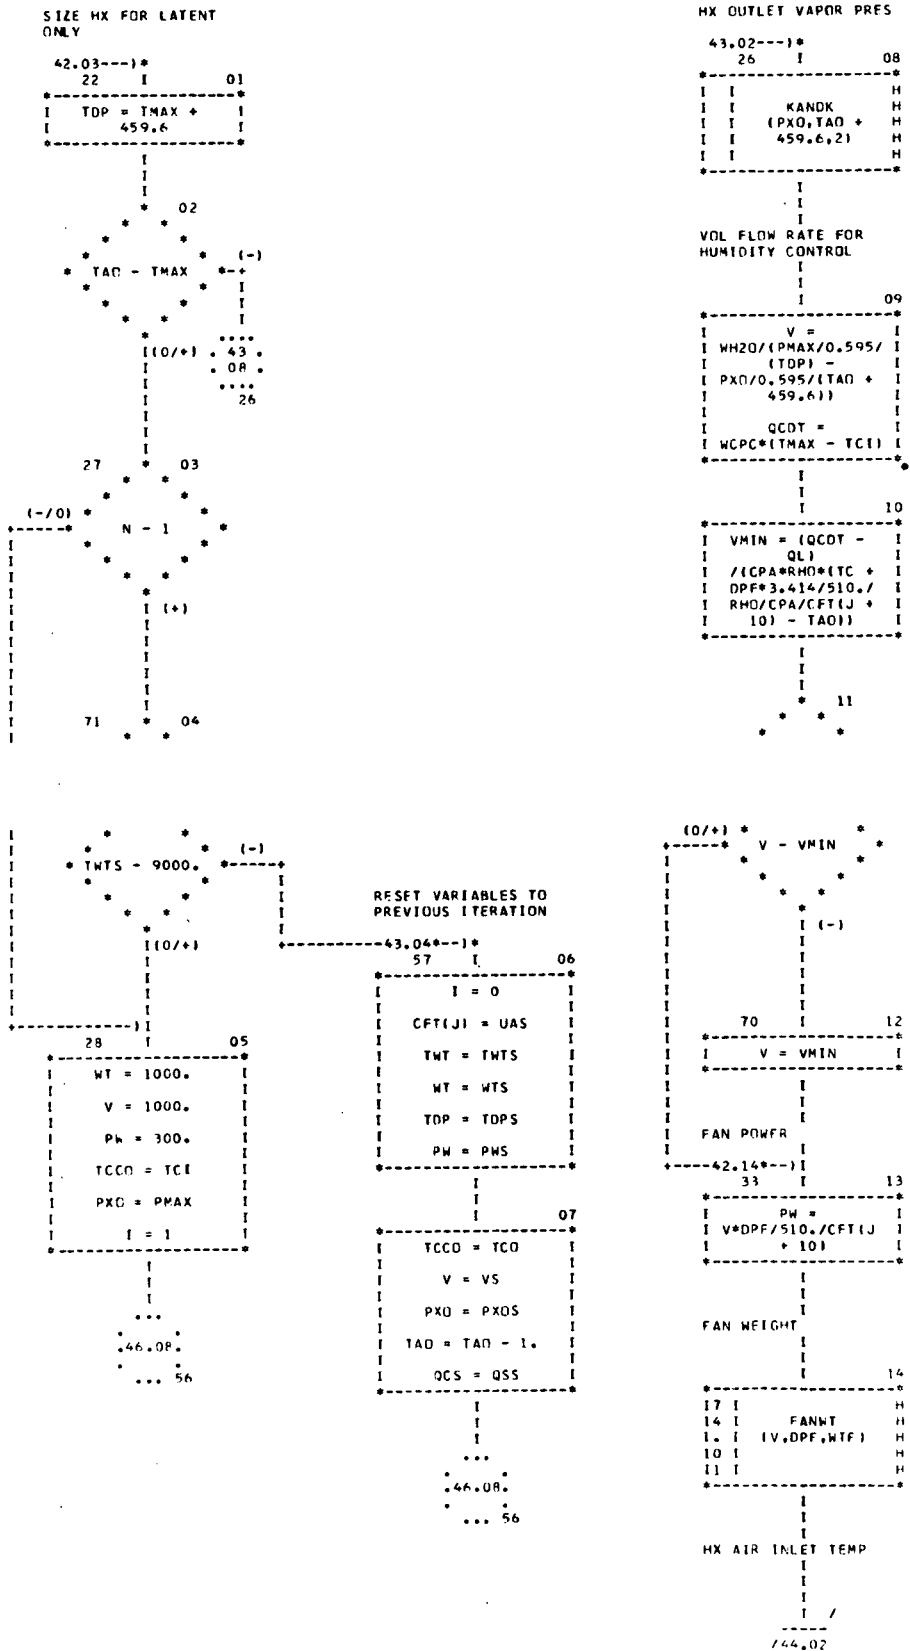 SIZE HX FOR LATENT
ONLY
42.03---)*
22 I 01
TDP = TMAX +
459.6
02
TAO - TMAX
(-)
(0/+)
. 43 .
08 .
26
27 03
(-/0)
N - 1
(+)
71 04
TWTS - 9000.
(-)
(0/+)
28 I 05
WT = 1000.
V = 1000.
PW = 300.
TCCO = TCI
PXO = PMAX
I = 1
.46.08.
... 56
RESET VARIABLES TO
PREVIOUS ITERATION
43.04*--)*
57 I 06
I = 0
CFT(J) = UAS
TWT = TWTS
WT = WTS
TDP = TDPS
PW = PWS
07
TCCO = TCO
V = VS
PXO = PXOS
TAO = TAO - 1.
QCS = QSS
.46.08.
... 56
HX OUTLET VAPOR PRES
43.02---)*
26 I 08
KANDK
(PXO,TAO +
459.6,2)
VOL FLOW RATE FOR
HUMIDITY CONTROL
09
V =
WH20/(PMAX/0.595/
(TDP) -
PXO/0.595/(TAO +
459.6))
QCDT =
WCPC*(TMAX - TCI)
10
VMIN = (QCDT -
QL)
/(CPA*RHO*(TC +
DPF*3.414/510./
RHO/CPA/CFT(J +
10) - TAO))
11
(0/+)
V - VMIN
(-)
70 I 12
V = VMIN
FAN POWER
42.14*--)
33 I 13
PW =
V*DPF/510./CFT(J
+ 10)
FAN WEIGHT
14
I7 I
14 I FANWT
1. I (V,DPF,WTF)
10 I
I1 I
HX AIR INLET TEMP
/44.02